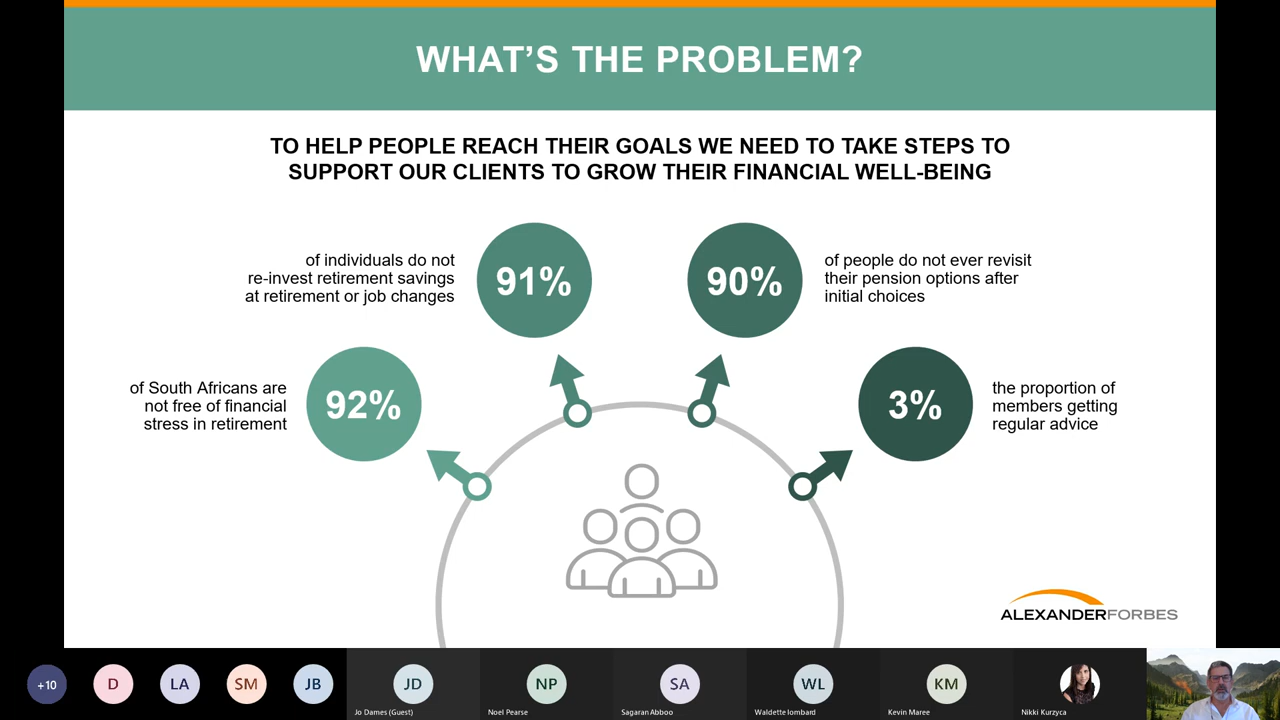 WHAT'S THE PROBLEM?
TO HELP PEOPLE REACH THEIR GOALS WE NEED TO TAKE STEPS TO
SUPPORT OUR CLIENTS TO GROW THEIR FINANCIAL WELL-BEING
of individuals do not
re-invest retirement savings
at retirement or job changes
91%
90%
of people do not ever revisit
their pension options after
initial choices
of South Africans are
not free of financial
stress in retirement
92%
3%
the proportion of
members getting
regular advice
ALEXANDERFORBES
+10
D
LA
SM
JB
JD
Jo Dames (Guest)
NP
Noel Pearse
SA
Sagaran Abboo
WL
Waldette lombard
KM
Kevin Maree
Nikki Kurzyca